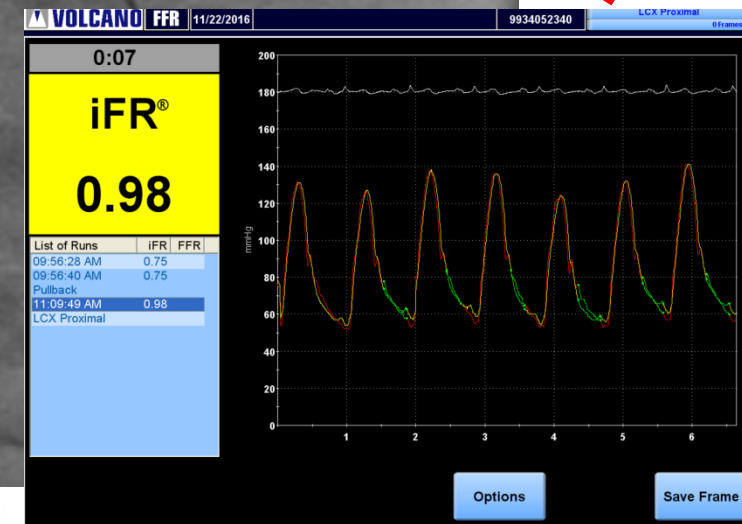 VOLCANO FFR 11/22/2016 9934052340 LCX Proximal
0 Frames
0:07
iFR®
0.98
List of Runs iFR FFR
09:56:28 AM 0.75
09:56:40 AM 0.75
Pullback
11:09:49 AM 0.98
LCX Proximal
mmHg
200
180
160
140
120
100
80
60
40
20
0
1 2 3 4 5 6
Options Save Frame